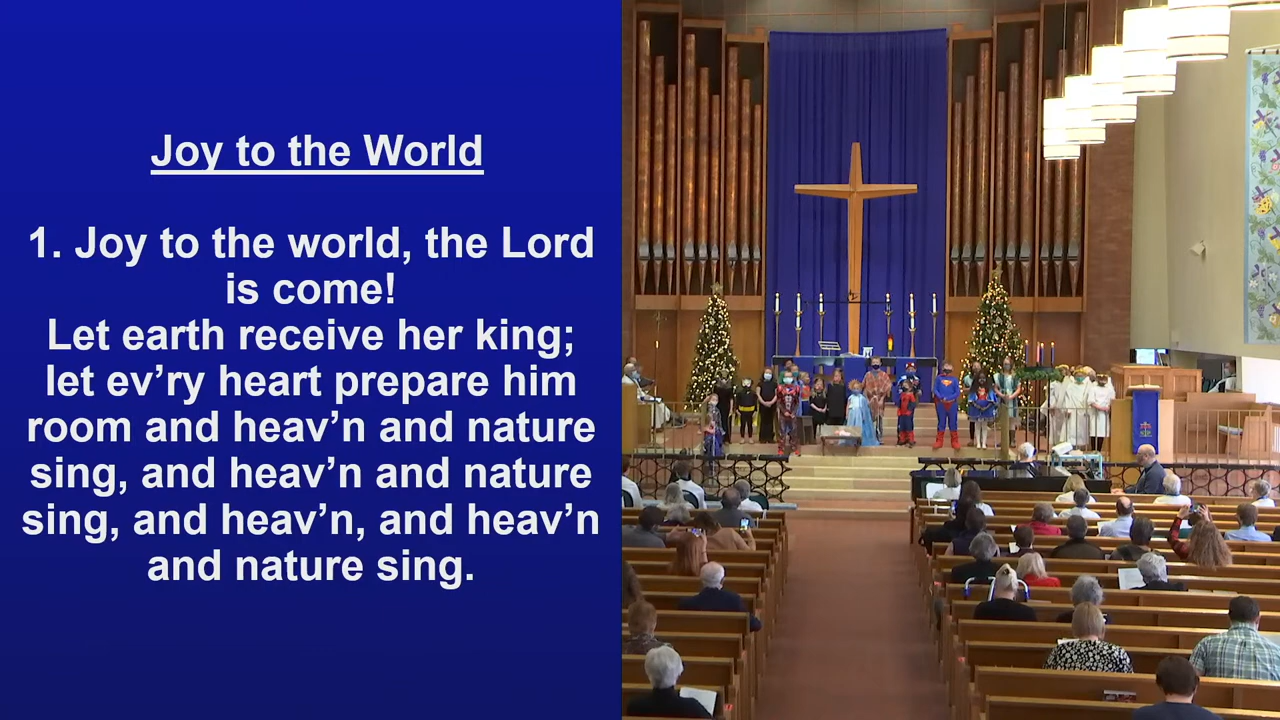 Joy to the World
1. Joy to the world, the Lord
is come!
Let earth receive her king;
let ev’ry heart prepare him
room and heav’n and nature
sing, and heav’n and nature
sing, and heav’n, and heav’n
and nature sing.